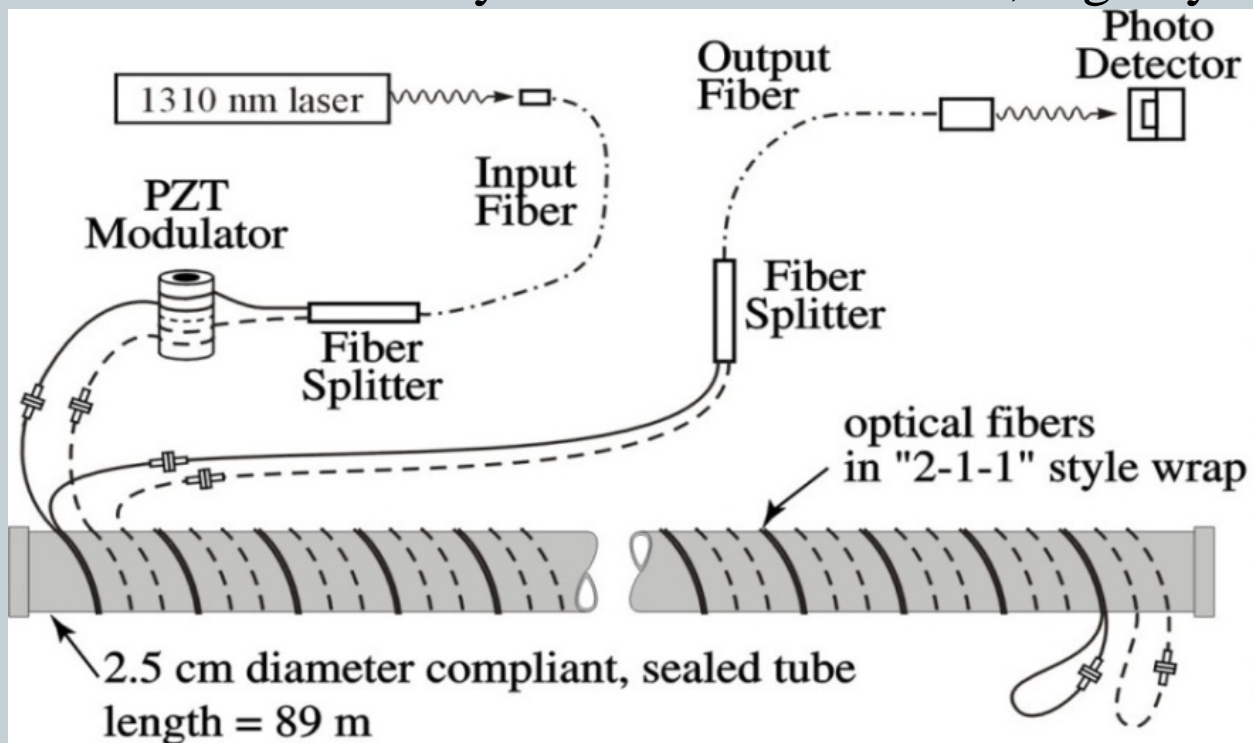 1310 nm laser
Input
Fiber
Output
Fiber
Photo
Detector
PZT
Modulator
Fiber
Splitter
Fiber
Splitter
optical fibers
in "2-1-1" style wrap
2.5 cm diameter compliant, sealed tube
length = 89 m